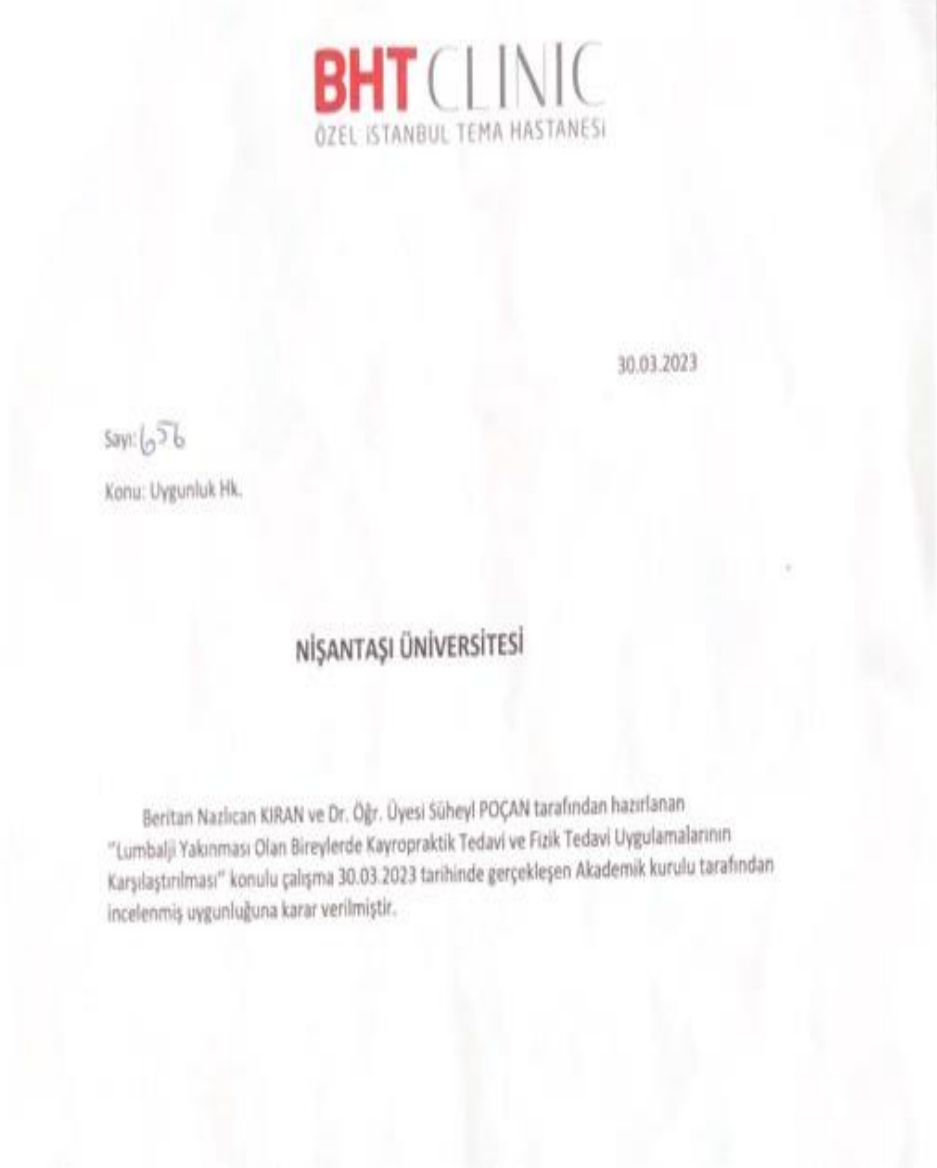 BHT CLINIC
ÖZEL İSTANBUL TEMA HASTANESİ
30.03.2023
Sayı: 656
Konu: Uygunluk Hk.
NİŞANTAŞI ÜNİVERSİTESİ
Beritan Nazlıcan KIRAN ve Dr. Öğr. Üyesi Süheyl POÇAN tarafından hazırlanan
"Lumbalji Yakınması Olan Bireylerde Kayropraktik Tedavi ve Fizik Tedavi Uygulamalarının
Karşılaştırılması" konulu çalışma 30.03.2023 tarihinde gerçekleşen Akademik kurulu tarafından
incelenmiş uygunluğuna karar verilmiştir.